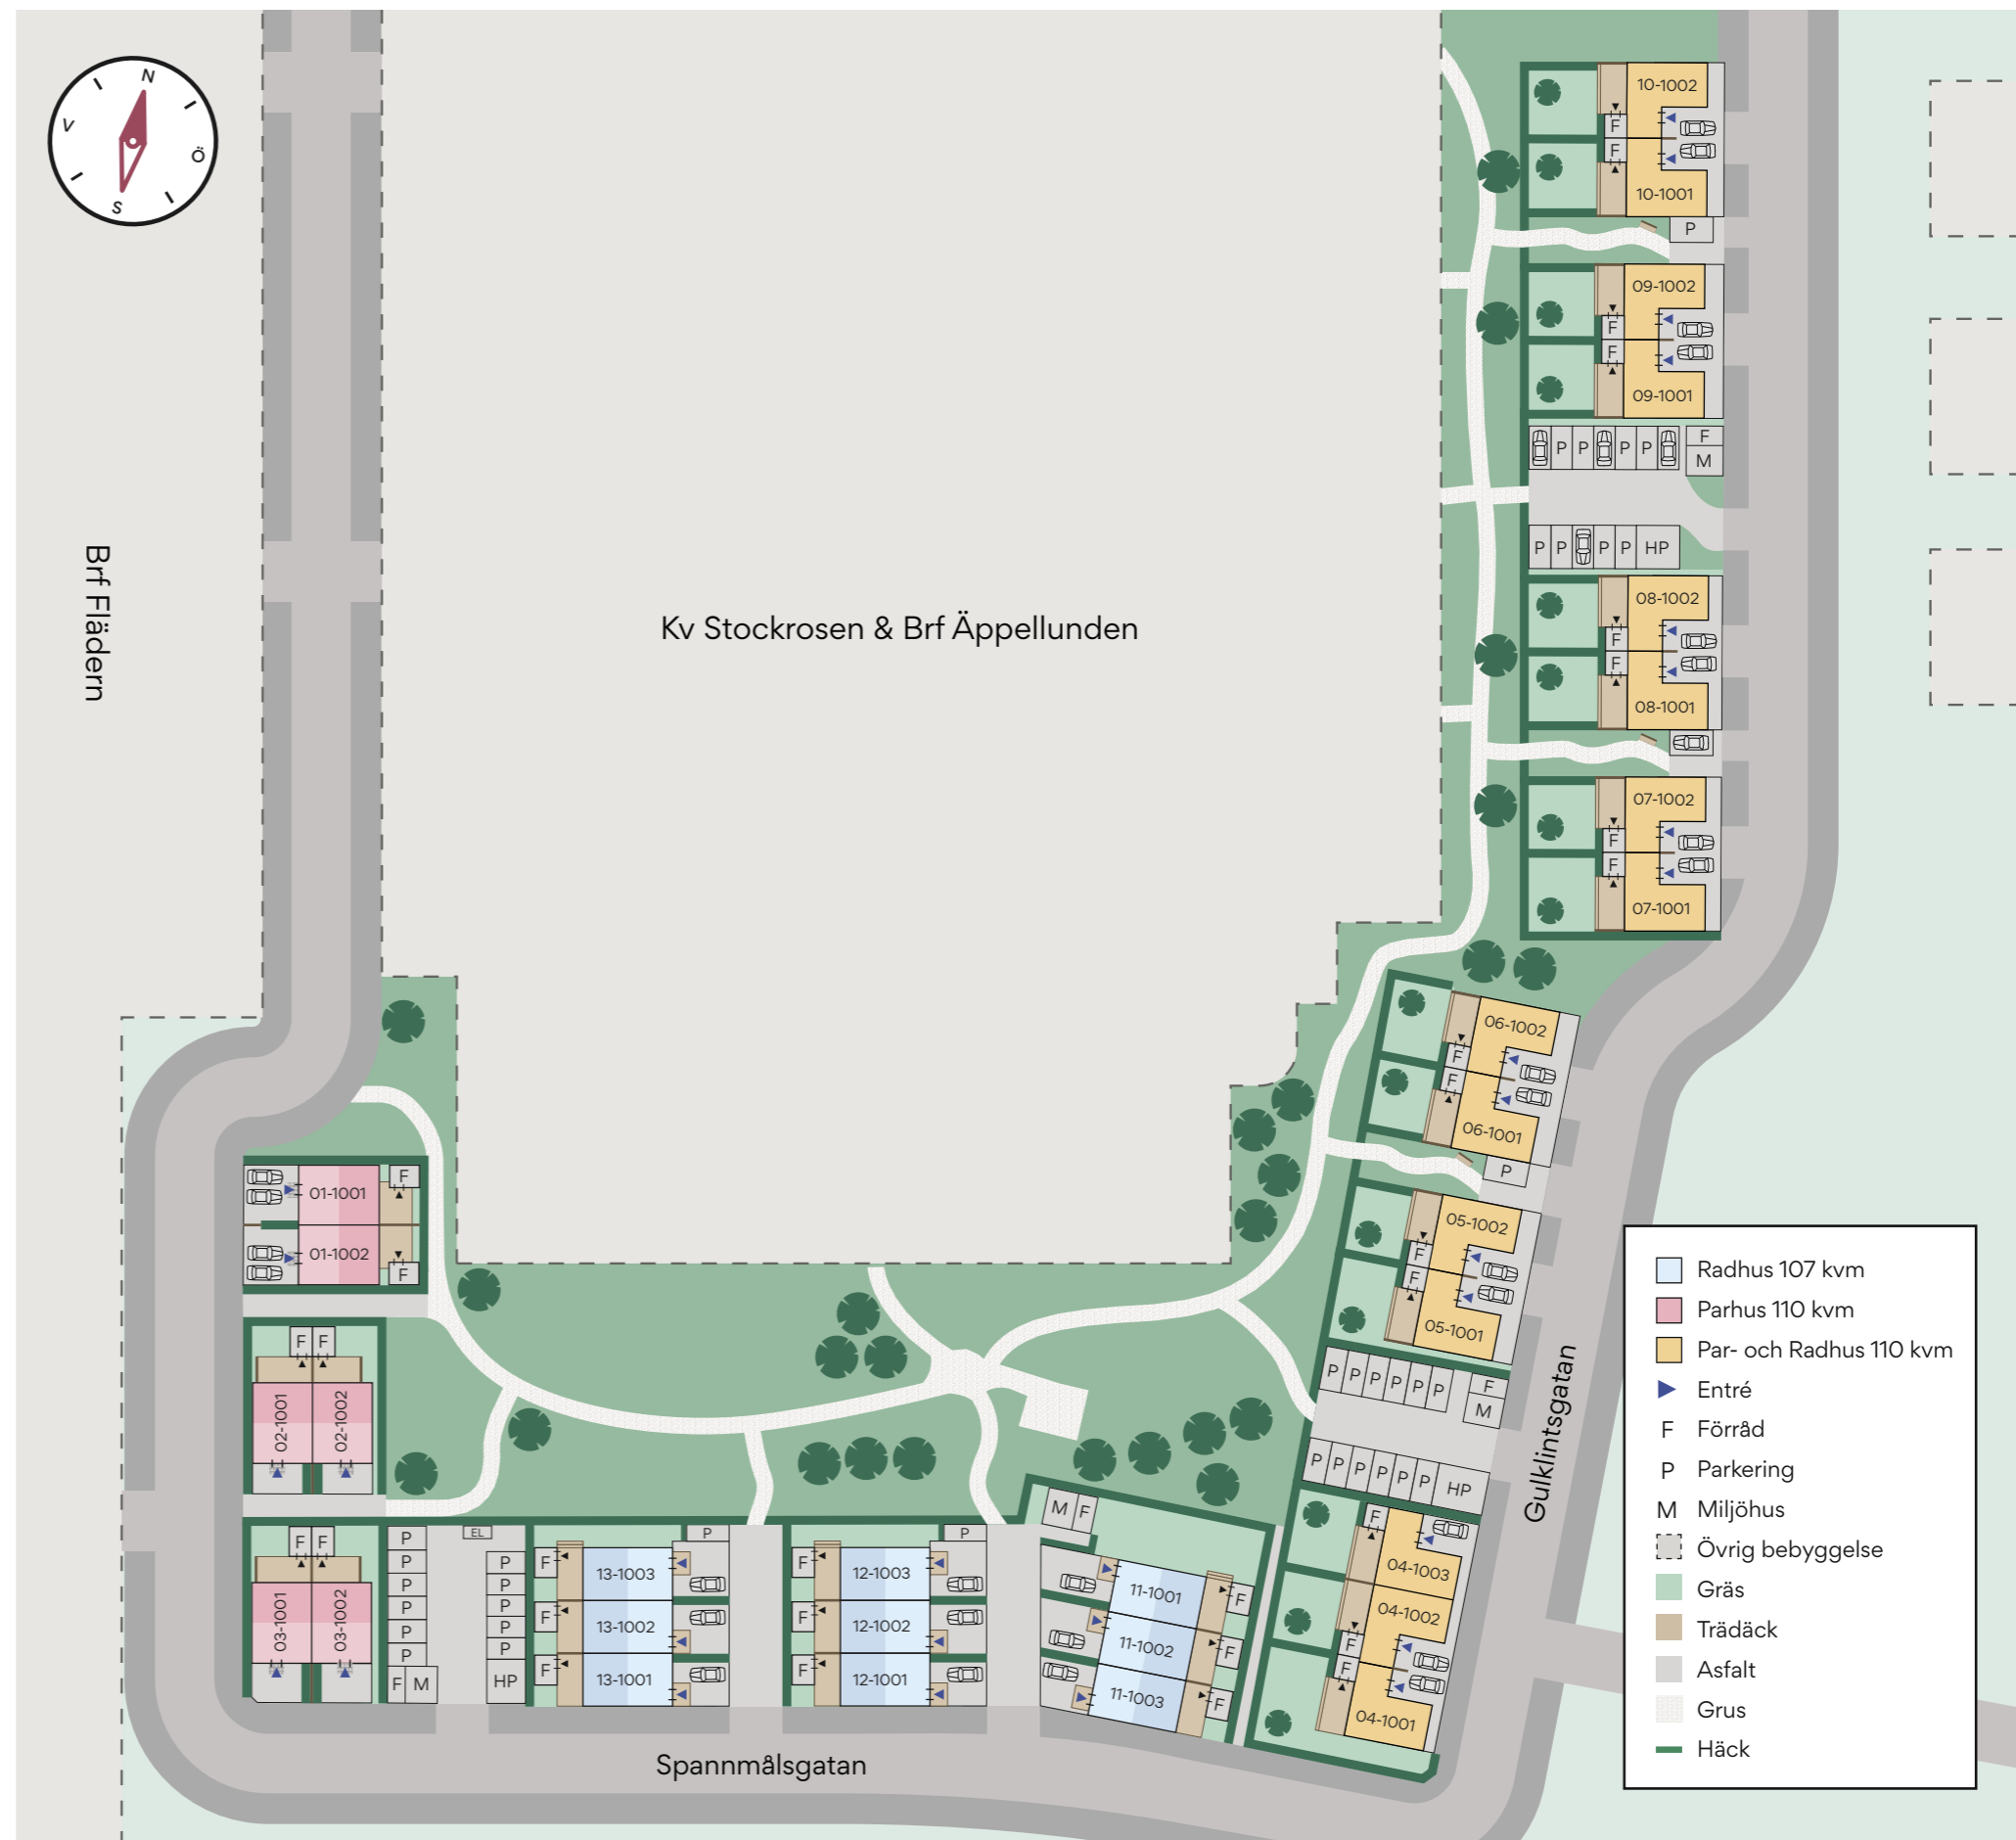 N
V
Ö
S
Brf Flädern
Kv Stockrosen & Brf Äppellunden
10-1002
F
F
10-1001
P
09-1002
F
F
09-1001
P P P P F
M
P P P P HP
08-1002
F
F
08-1001
07-1002
F
F
07-1001
06-1002
F
F
06-1001
P
05-1002
F
F
05-1001
P P P P P P F
M
P P P P P P HP
Gulklintsgatan
F
04-1003
04-1002
F
F
04-1001
01-1001 F
01-1002 F
F F
02-1001 02-1002
F F
03-1001 03-1002
P
P
P
P
P
P
F M
EL
P
P
P
P
P
HP
P
F 13-1003
F 13-1002
F 13-1001
P
F 12-1003
F 12-1002
F 12-1001
M F
11-1001 F
11-1002 F
11-1003 F
Spannmålsgatan
Radhus 107 kvm
Parhus 110 kvm
Par- och Radhus 110 kvm
Entré
F Förråd
P Parkering
M Miljöhus
Övrig bebyggelse
Gräs
Trädäck
Asfalt
Grus
Häck